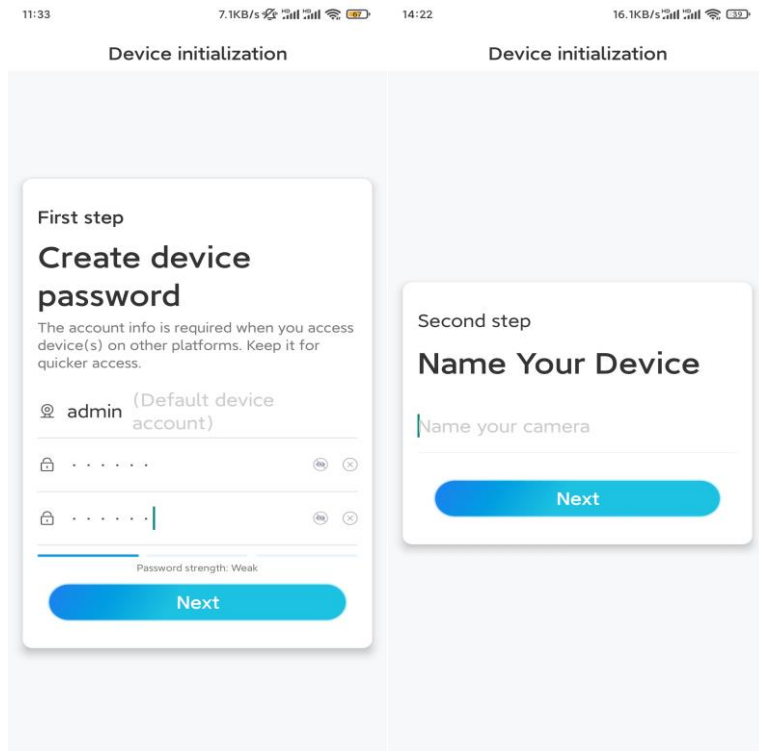 11:33
7.1KB/s
67
Device initialization
First step
Create device
password
The account info is required when you access
device(s) on other platforms. Keep it for
quicker access.
admin (Default device
account)
· · · · · ·
· · · · · ·
Password strength: Weak
Next
14:22
16.1KB/s
39
Device initialization
Second step
Name Your Device
Name your camera
Next